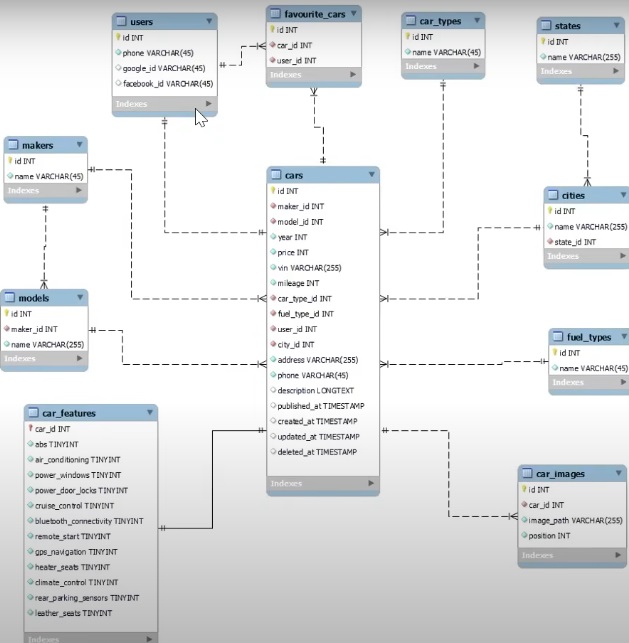 users
id INT
phone VARCHAR(45)
google_id VARCHAR(45)
facebook_id VARCHAR(45)
Indexes
favourite_cars
id INT
car_id INT
user_id INT
Indexes
car_types
id INT
name VARCHAR(45)
Indexes
states
id INT
name VARCHAR(255)
Indexes
makers
id INT
name VARCHAR(45)
Indexes
cars
id INT
maker_id INT
model_id INT
year INT
price INT
vin VARCHAR(255)
mileage INT
car_type_id INT
fuel_type_id INT
user_id INT
city_id INT
address VARCHAR(255)
phone VARCHAR(45)
description LONGTEXT
published_at TIMESTAMP
created_at TIMESTAMP
updated_at TIMESTAMP
deleted_at TIMESTAMP
Indexes
cities
id INT
name VARCHAR(255)
state_id INT
Indexes
models
id INT
maker_id INT
name VARCHAR(255)
Indexes
fuel_types
id INT
name VARCHAR(45)
Indexes
car_features
car_id INT
abs TINYINT
air_conditioning TINYINT
power_windows TINYINT
power_door_locks TINYINT
cruise_control TINYINT
bluetooth_connectivity TINYINT
remote_start TINYINT
gps_navigation TINYINT
heater_seats TINYINT
climate_control TINYINT
rear_parking_sensors TINYINT
leather_seats TINYINT
Indexes
car_images
id INT
car_id INT
image_path VARCHAR(255)
position INT
Indexes